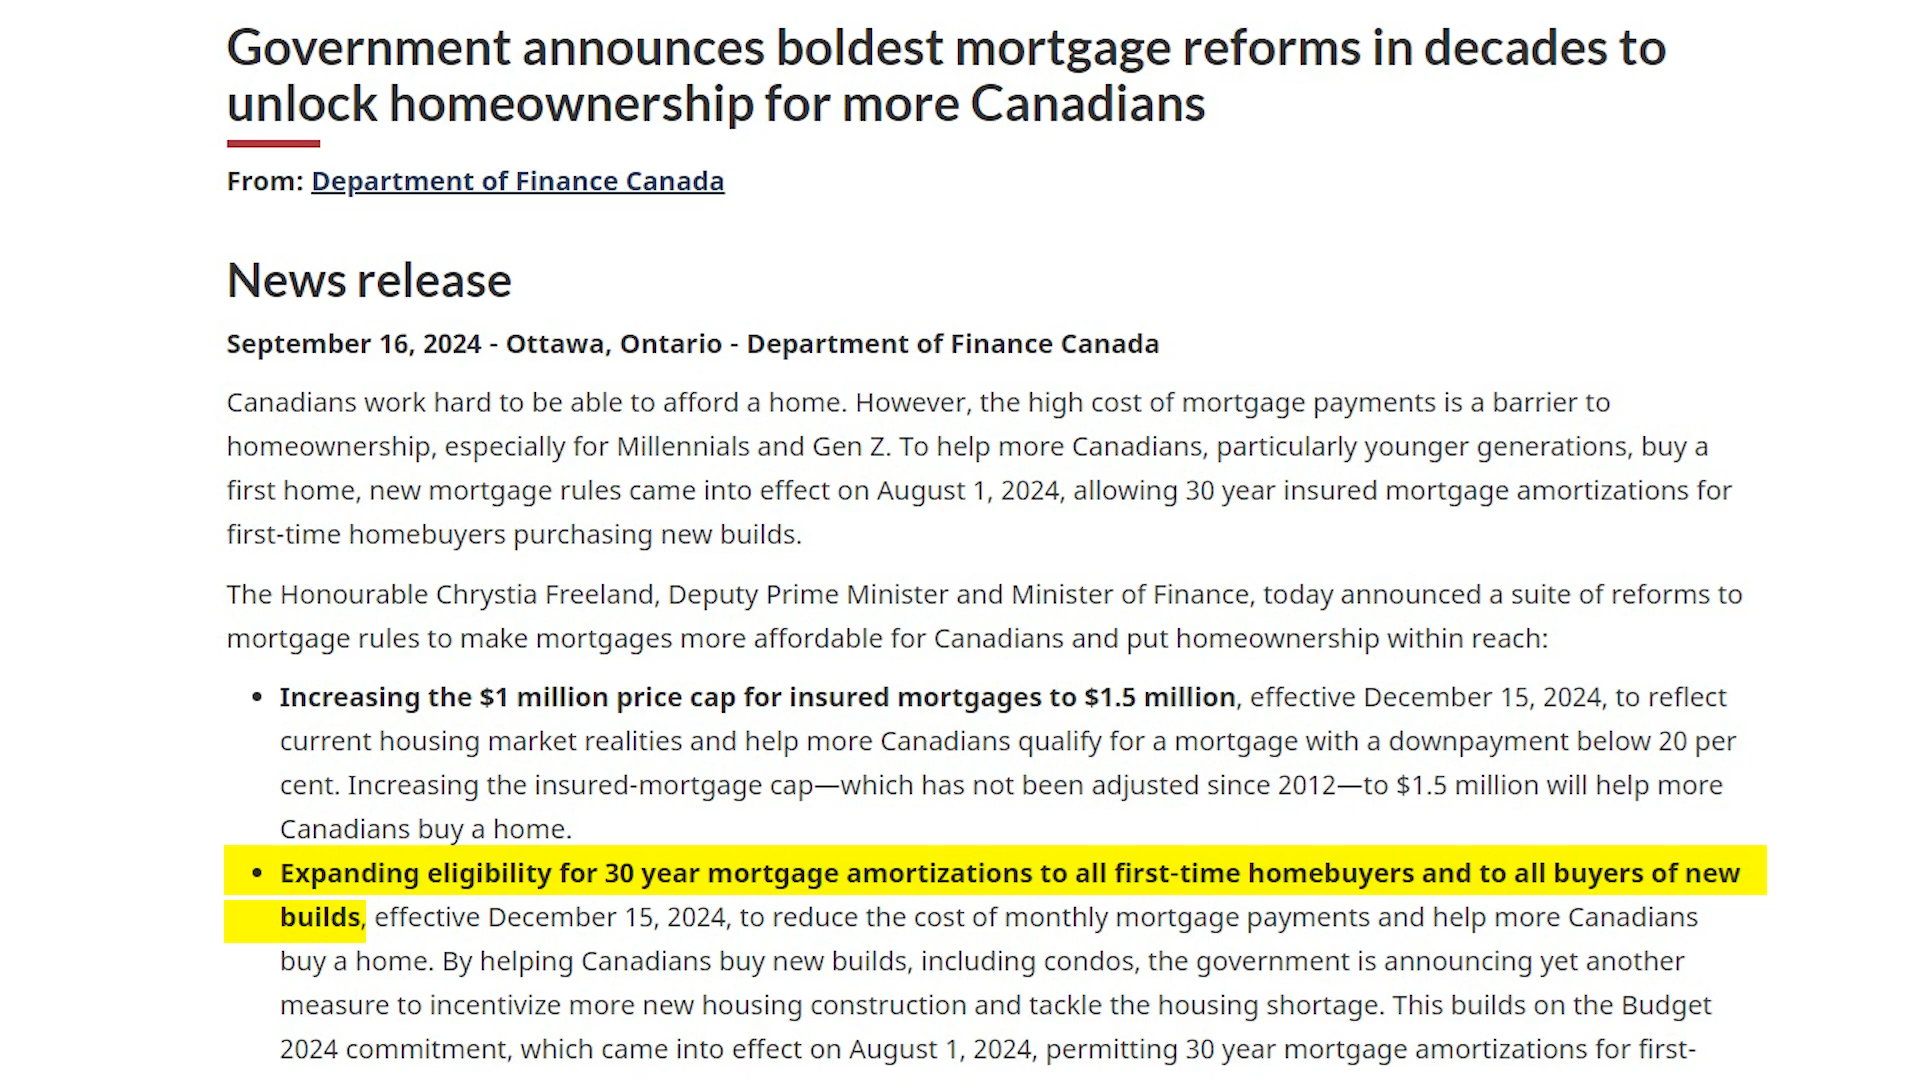 Government announces boldest mortgage reforms in decades to
unlock homeownership for more Canadians
From: Department of Finance Canada
News release
September 16, 2024 - Ottawa, Ontario - Department of Finance Canada
Canadians work hard to be able to afford a home. However, the high cost of mortgage payments is a barrier to
homeownership, especially for Millennials and Gen Z. To help more Canadians, particularly younger generations, buy a
first home, new mortgage rules came into effect on August 1, 2024, allowing 30 year insured mortgage amortizations for
first-time homebuyers purchasing new builds.
The Honourable Chrystia Freeland, Deputy Prime Minister and Minister of Finance, today announced a suite of reforms to
mortgage rules to make mortgages more affordable for Canadians and put homeownership within reach:
• Increasing the $1 million price cap for insured mortgages to $1.5 million, effective December 15, 2024, to reflect
current housing market realities and help more Canadians qualify for a mortgage with a downpayment below 20 per
cent. Increasing the insured-mortgage cap—which has not been adjusted since 2012—to $1.5 million will help more
Canadians buy a home.
• Expanding eligibility for 30 year mortgage amortizations to all first-time homebuyers and to all buyers of new
builds, effective December 15, 2024, to reduce the cost of monthly mortgage payments and help more Canadians
buy a home. By helping Canadians buy new builds, including condos, the government is announcing yet another
measure to incentivize more new housing construction and tackle the housing shortage. This builds on the Budget
2024 commitment, which came into effect on August 1, 2024, permitting 30 year mortgage amortizations for first-